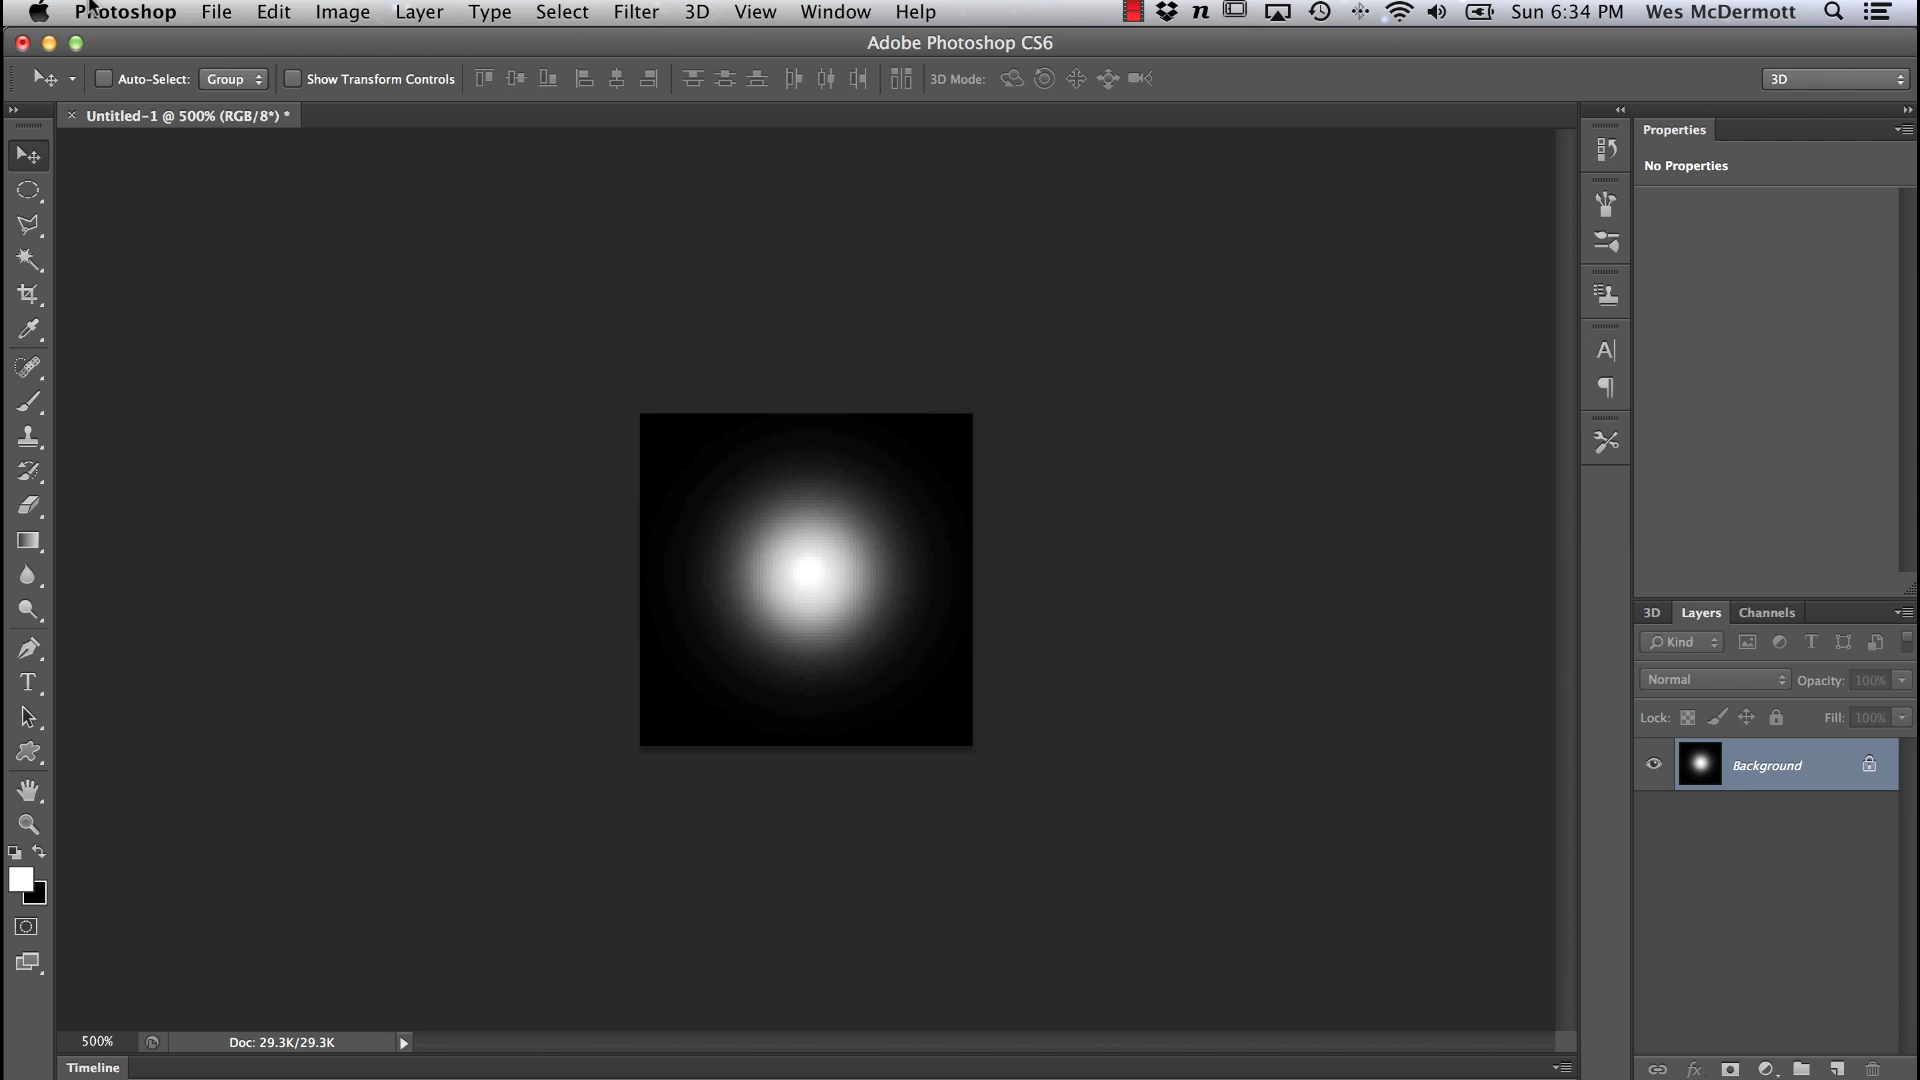 Photoshop File Edit Image Layer Type Select Filter 3D View Window Help Sun 6:34 PM Wes McDermott
Adobe Photoshop CS6
Auto-Select: Group Show Transform Controls 3D Mode: 3D
Untitled-1 @ 500% (RGB/8*) *
Properties
No Properties
3D Layers Channels
Kind
Normal Opacity: 100%
Lock: Fill: 100%
Background
500% Doc: 29.3K/29.3K
Timeline